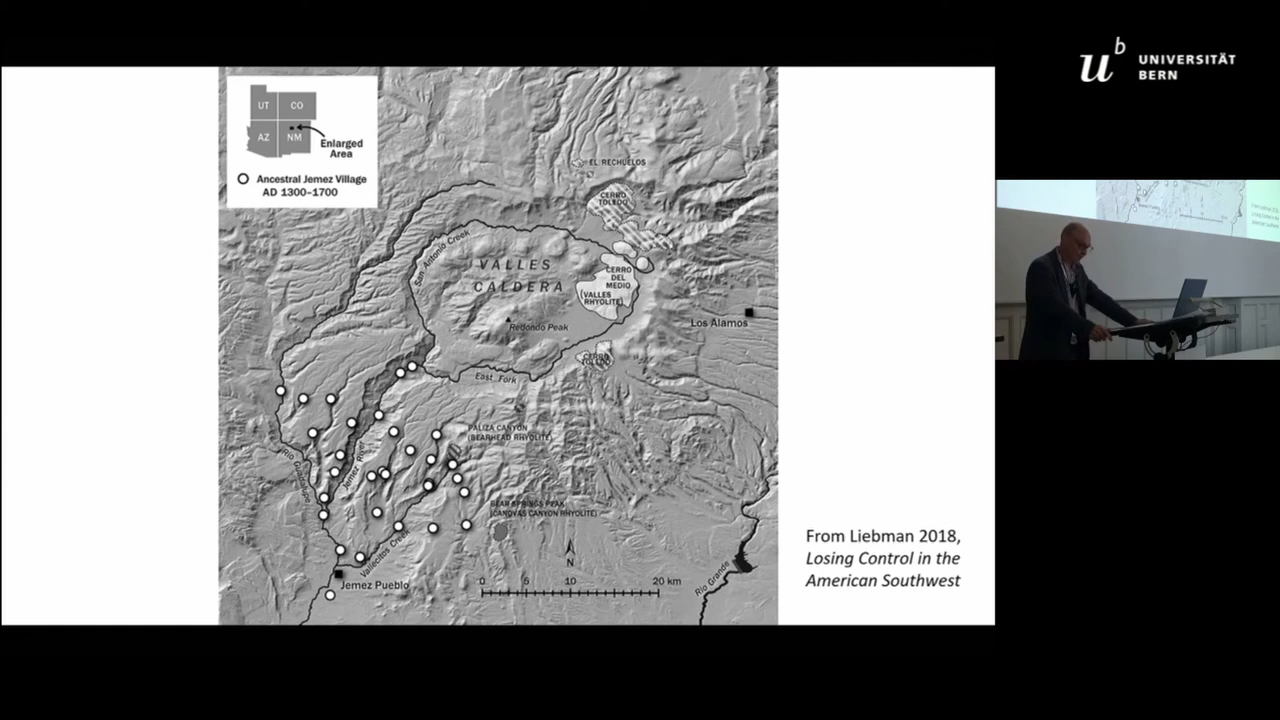 UT
CO
AZ
NM
Enlarged
Area
Ancestral Jemez Village
AD 1300–1700
EL RECHUELOS
CERRO
TOLEDO
San Antonio Creek
VALLES
CALDERA
CERRO
DEL
MEDIO
(VALLES
RHYOLITE)
Redondo Peak
Los Alamos
CERRO
TOLEDO
East Fork
PALIZA CANYON
(BEARHEAD RHYOLITE)
Jemez River
Rio Guadalupe
BEAR SPRINGS PEAK
(CANOVAS CANYON RHYOLITE)
Vallecitos Creek
Jemez Pueblo
N
0 5 10 20 km
Rio Grande
From Liebman 2018,
Losing Control in the
American Southwest
u
b
UNIVERSITÄT
BERN